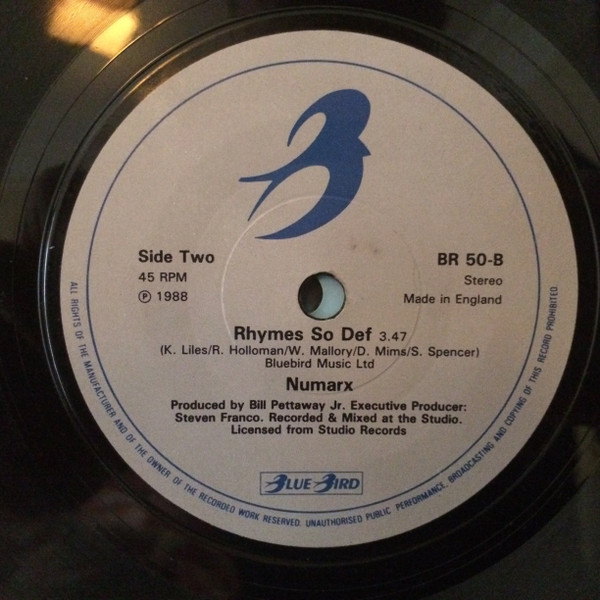 Side Two
45 RPM
℗ 1988
BR 50-B
Stereo
Made in England
Rhymes So Def 3.47
(K. Liles/R. Holloman/W. Mallory/D. Mims/S. Spencer)
Bluebird Music Ltd
Numarx
Produced by Bill Pettaway Jr. Executive Producer:
Steven Franco. Recorded & Mixed at the Studio.
Licensed from Studio Records
BLUE BIRD
ALL RIGHTS OF THE MANUFACTURER AND OF THE OWNER OF THE RECORDED WORK RESERVED. UNAUTHORISED PUBLIC PERFORMANCE, BROADCASTING AND COPYING OF THIS RECORD PROHIBITED.